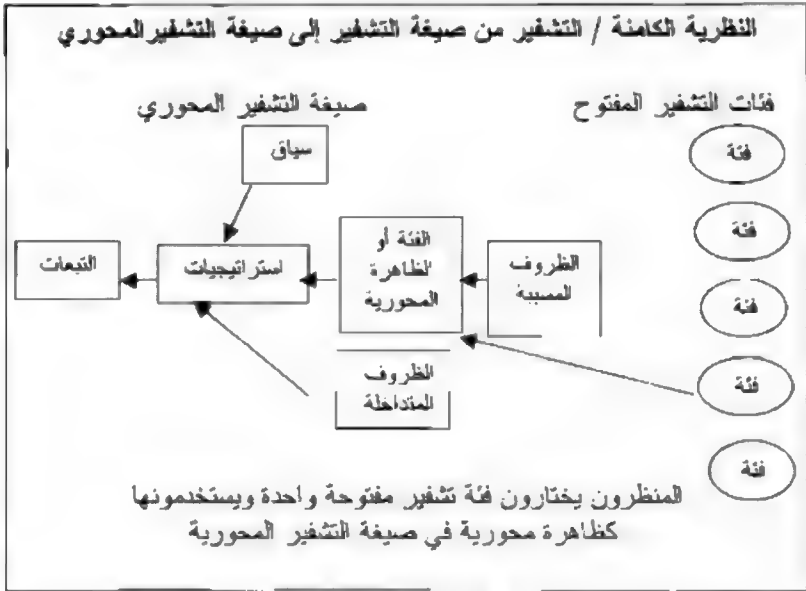 النظرية الكامنة / التشفير من صيغة التشفير إلى صيغة التشفير المحوري
فئات التشفير المفتوح
صيغة التشفير المحوري
فئة
سياق
فئة
الفئة أو
لظاهرة
المحورية
الظروف
لمسببة
استراتيجيات
التبعات
فئة
فئة
الظروف
المتداخلة
فئة
المنظرون يختارون فئة تشفير مفتوحة واحدة ويستخدمونها
كظاهرة محورية في صيغة التشفير المحورية